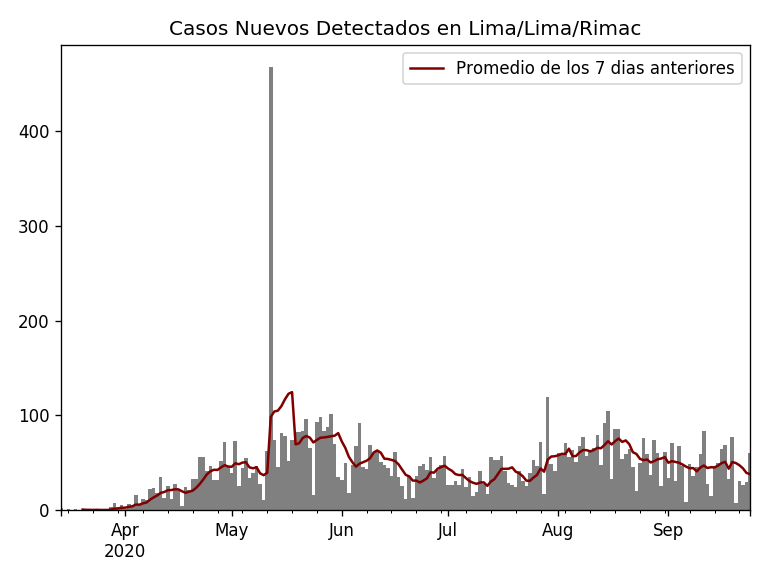 Casos Nuevos Detectados en Lima/Lima/Rimac
Promedio de los 7 dias anteriores
400
300
200
100
0
Apr May Jun Jul Aug Sep
2020